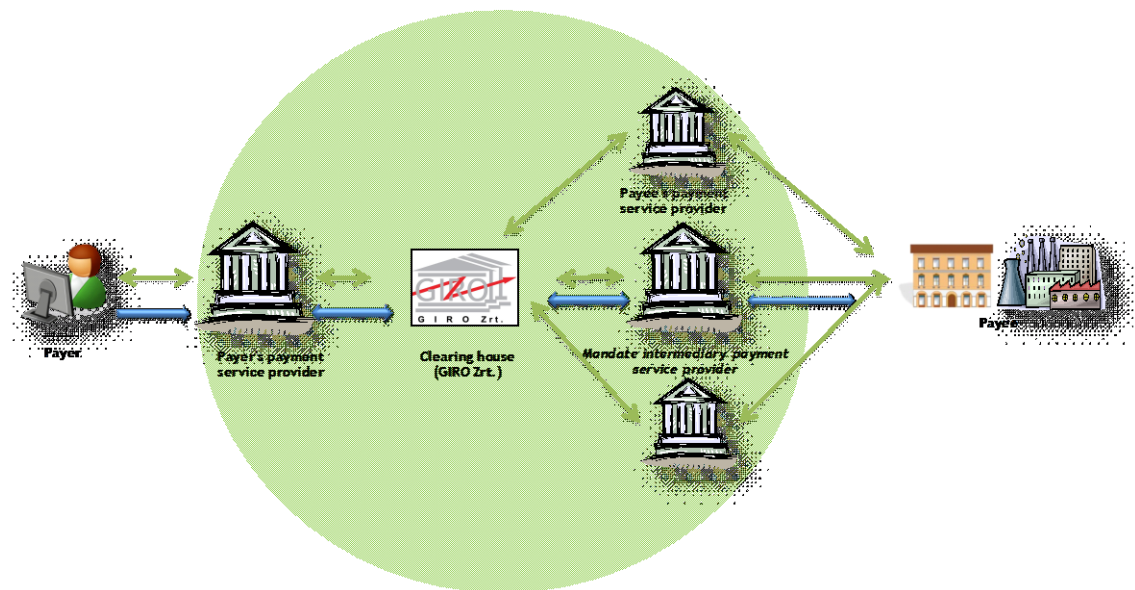 Payee's payment
service provider
GIRO
G I R O Zrt.
Payer
Payer's payment
service provider
Clearing house
(GIRO Zrt.)
Mandate intermediary payment
service provider
Payee